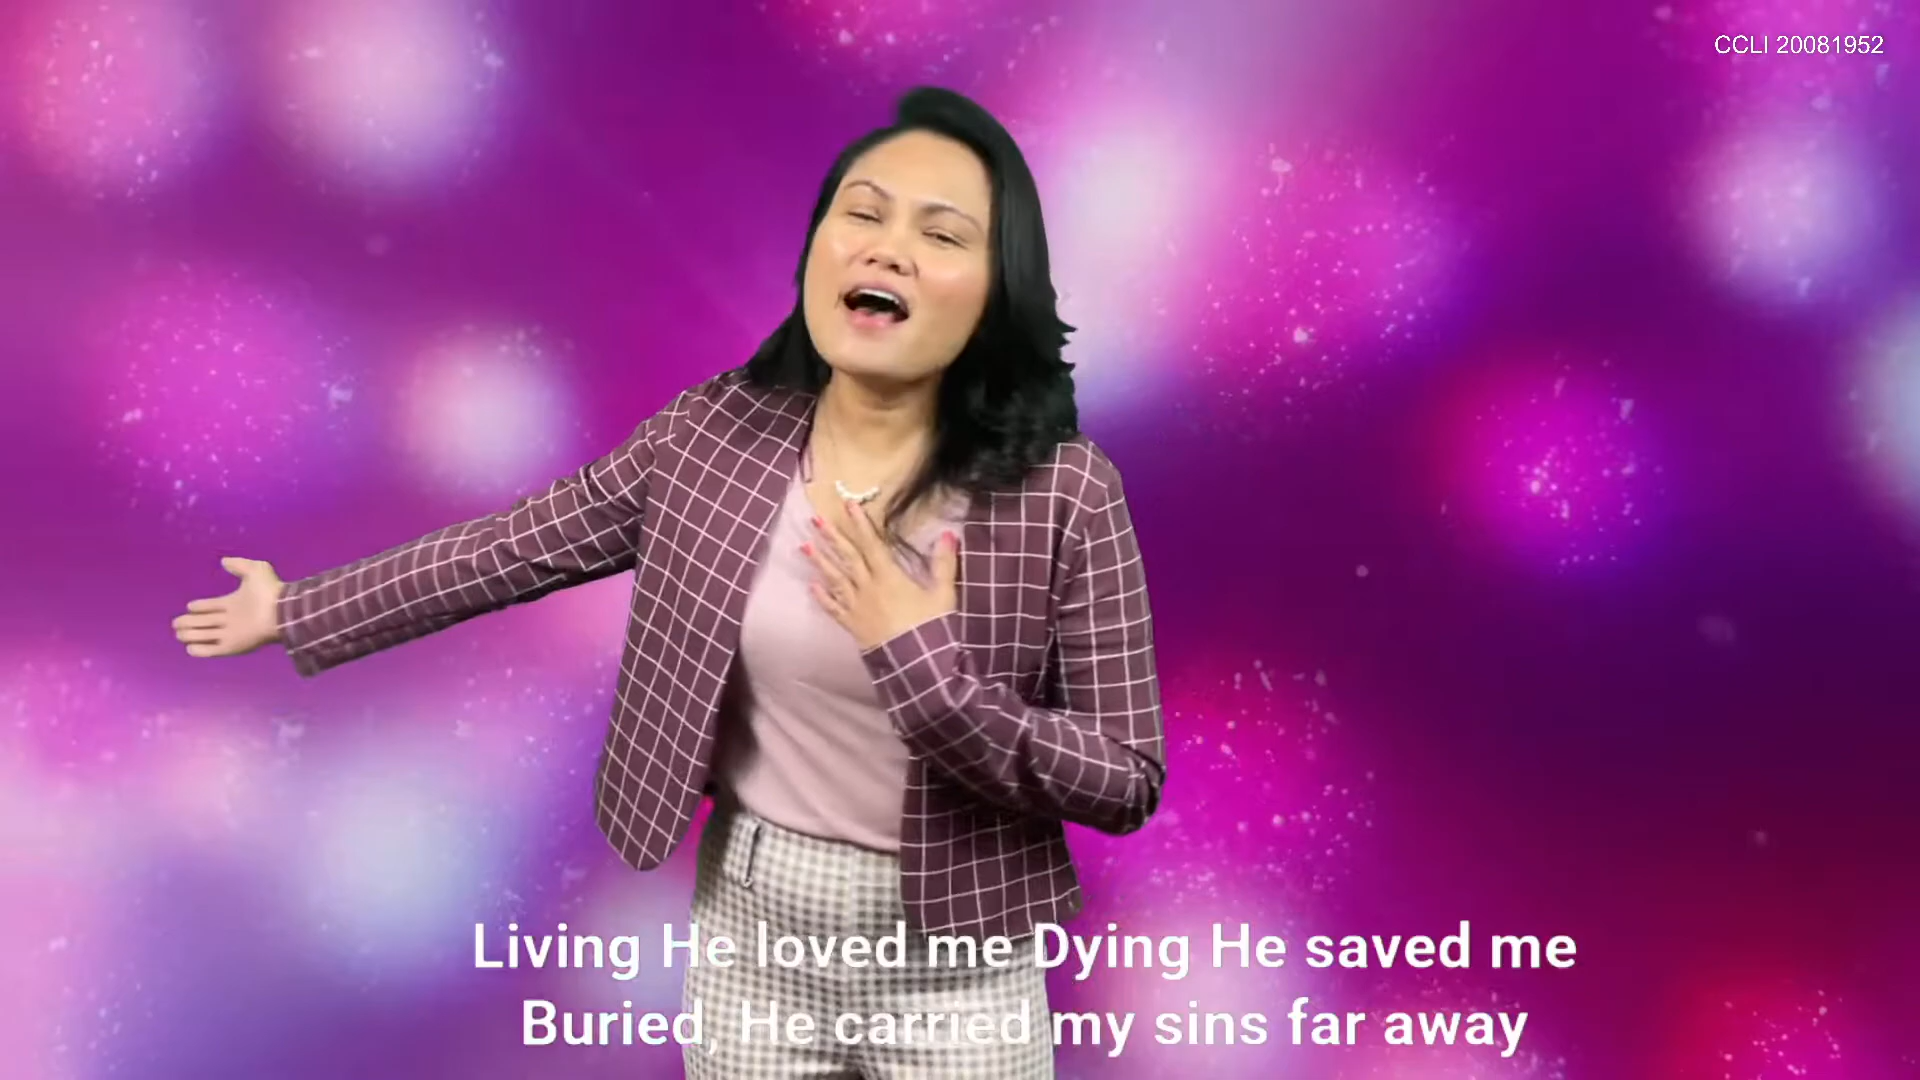 CCLI 20081952
Living He loved me Dying He saved me
Buried, He carried my sins far away